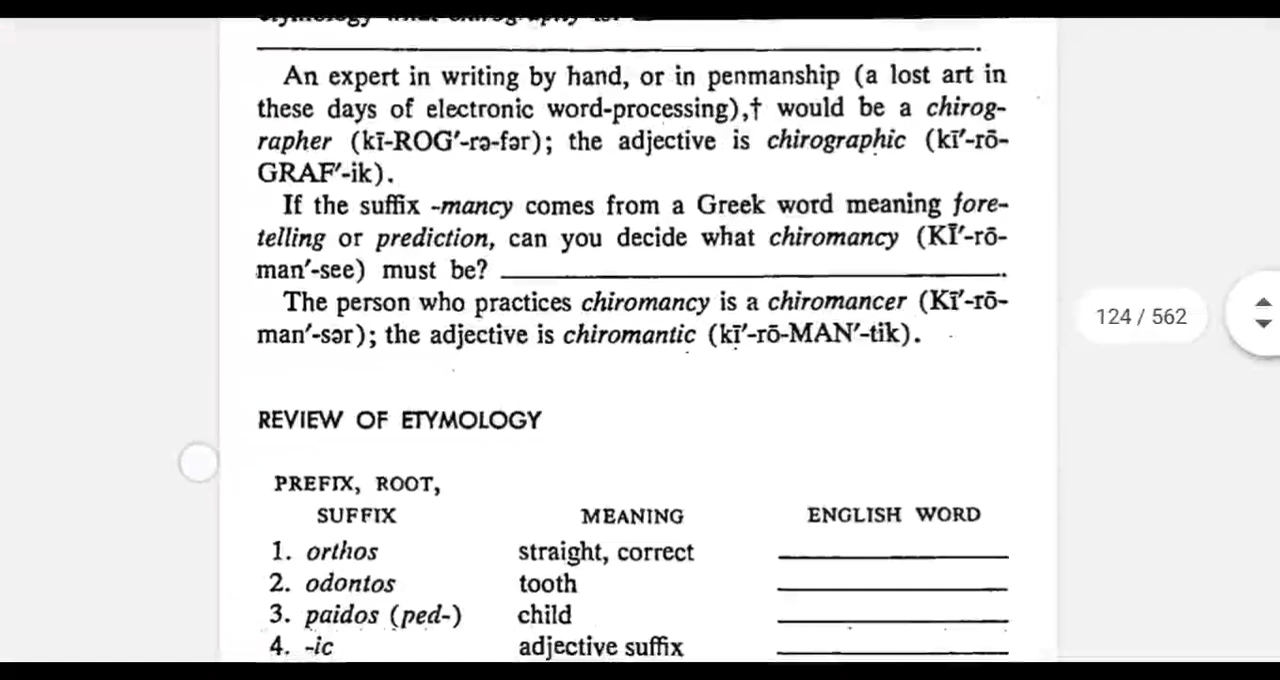 etymology what chirography is?
An expert in writing by hand, or in penmanship (a lost art in
these days of electronic word-processing),† would be a chirog-
rapher (kī-ROG′-rə-fər); the adjective is chirographic (kī′-rō-
GRAF′-ik).
If the suffix -mancy comes from a Greek word meaning fore-
telling or prediction, can you decide what chiromancy (KĪ′-rō-
man′-see) must be?
The person who practices chiromancy is a chiromancer (KĪ′-rō-
man′-sər); the adjective is chiromantic (kī′-rō-MAN′-tik).
124 / 562
REVIEW OF ETYMOLOGY
PREFIX, ROOT,
SUFFIX MEANING ENGLISH WORD
1. orthos straight, correct
2. odontos tooth
3. paidos (ped-) child
4. -ic adjective suffix